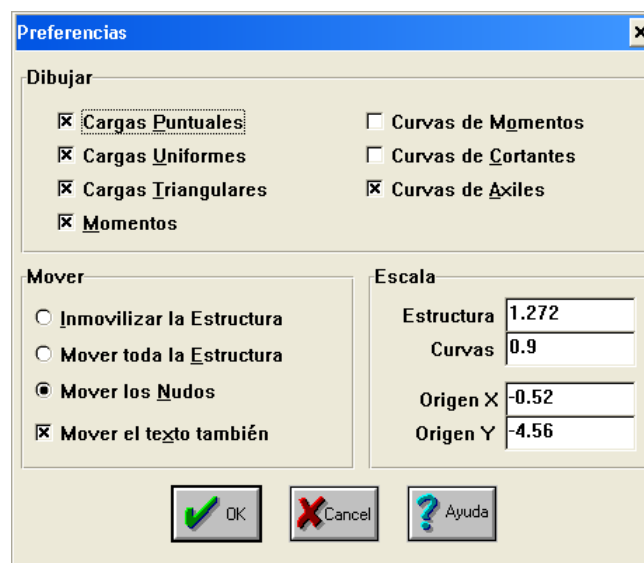 Preferencias
Dibujar
Cargas Puntuales
Cargas Uniformes
Cargas Triangulares
Momentos
Curvas de Momentos
Curvas de Cortantes
Curvas de Axiles
Mover
Inmovilizar la Estructura
Mover toda la Estructura
Mover los Nudos
Mover el texto también
Escala
Estructura 1.272
Curvas 0.9
Origen X -0.52
Origen Y -4.56
OK
Cancel
Ayuda